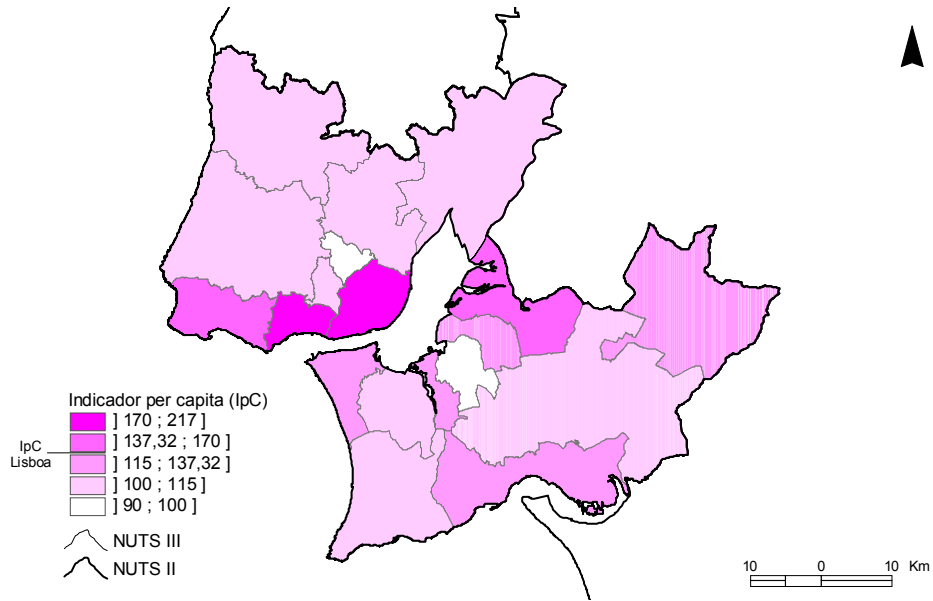 Indicador per capita (IpC)
] 170 ; 217 ]
] 137,32 ; 170 ]
IpC
Lisboa
] 115 ; 137,32 ]
] 100 ; 115 ]
] 90 ; 100 ]
NUTS III
NUTS II
10 0 10 Km